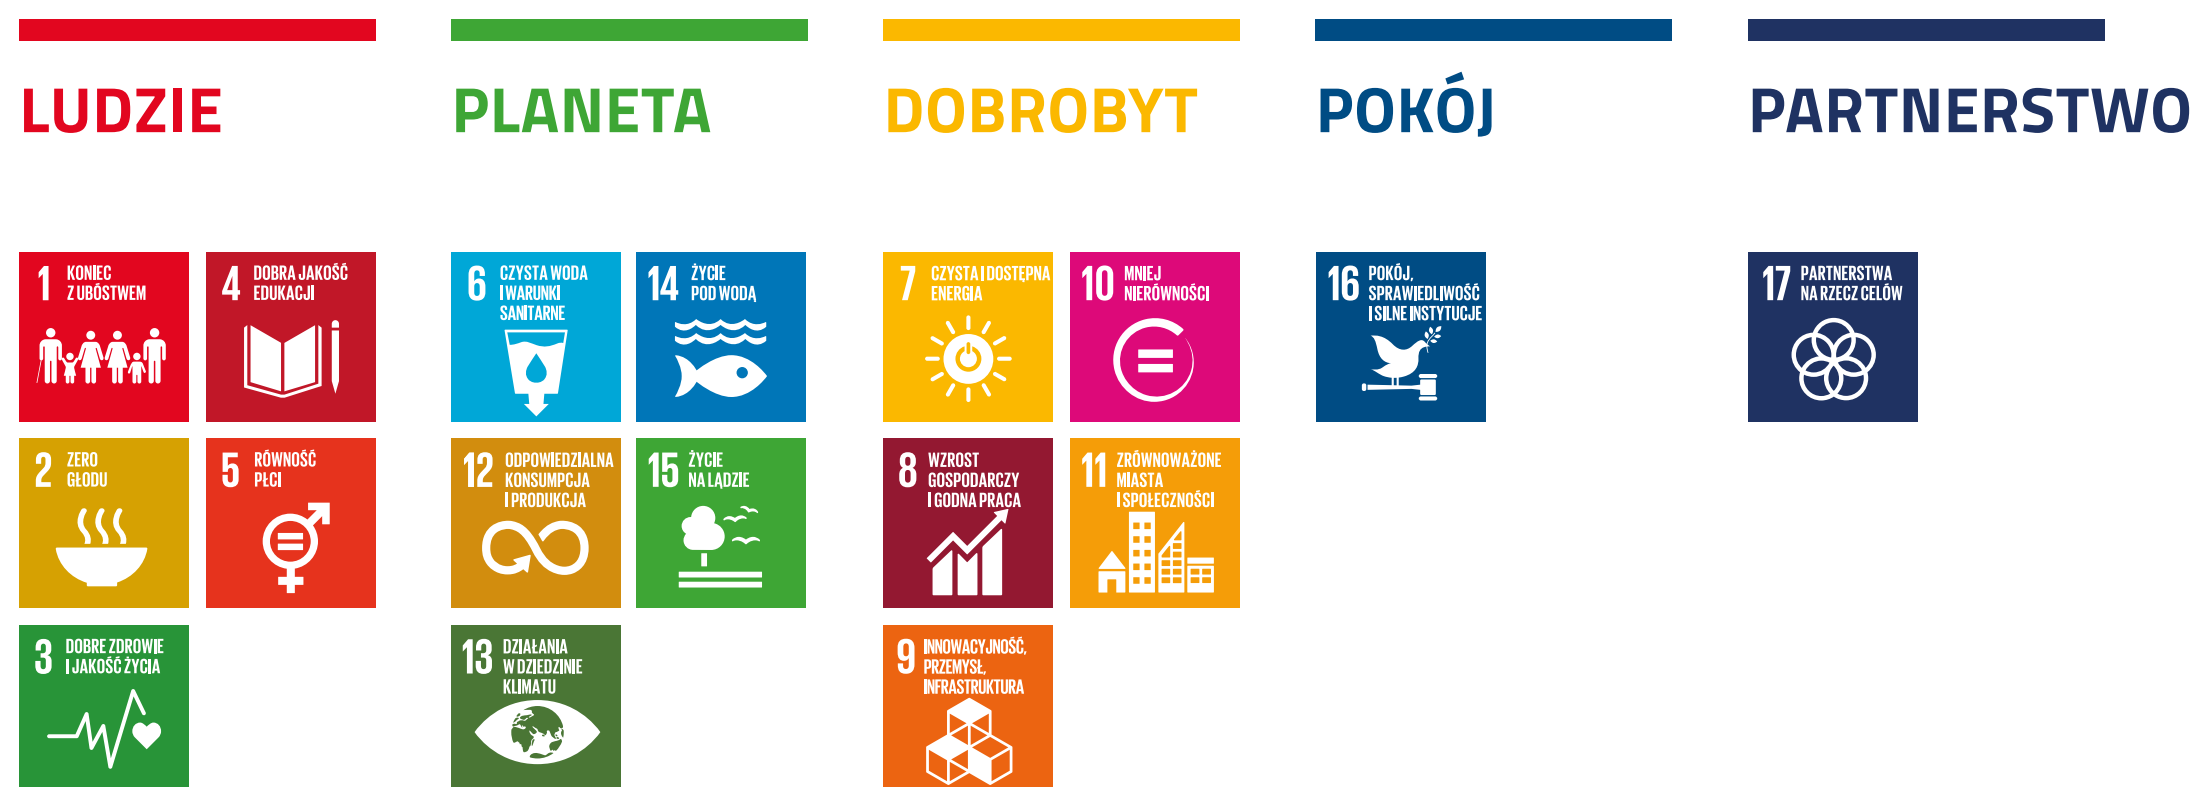 LUDZIE
1 KONIEC
Z UBÓSTWEM
4 DOBRA JAKOŚĆ
EDUKACJI
2 ZERO
GŁODU
5 RÓWNOŚĆ
PŁCI
3 DOBRE ZDROWIE
I JAKOŚĆ ŻYCIA
PLANETA
6 CZYSTA WODA
I WARUNKI
SANITARNE
14 ŻYCIE
POD WODĄ
12 ODPOWIEDZIALNA
KONSUMPCJA
I PRODUKCJA
15 ŻYCIE
NA LĄDZIE
13 DZIAŁANIA
W DZIEDZINIE
KLIMATU
DOBROBYT
7 CZYSTA I DOSTĘPNA
ENERGIA
10 MNIEJ
NIERÓWNOŚCI
8 WZROST
GOSPODARCZY
I GODNA PRACA
11 ZRÓWNOWAŻONE
MIASTA
I SPOŁECZNOŚCI
9 INNOWACYJNOŚĆ,
PRZEMYSŁ,
INFRASTRUKTURA
POKÓJ
16 POKÓJ,
SPRAWIEDLIWOŚĆ
I SILNE INSTYTUCJE
PARTNERSTWO
17 PARTNERSTWA
NA RZECZ CELÓW